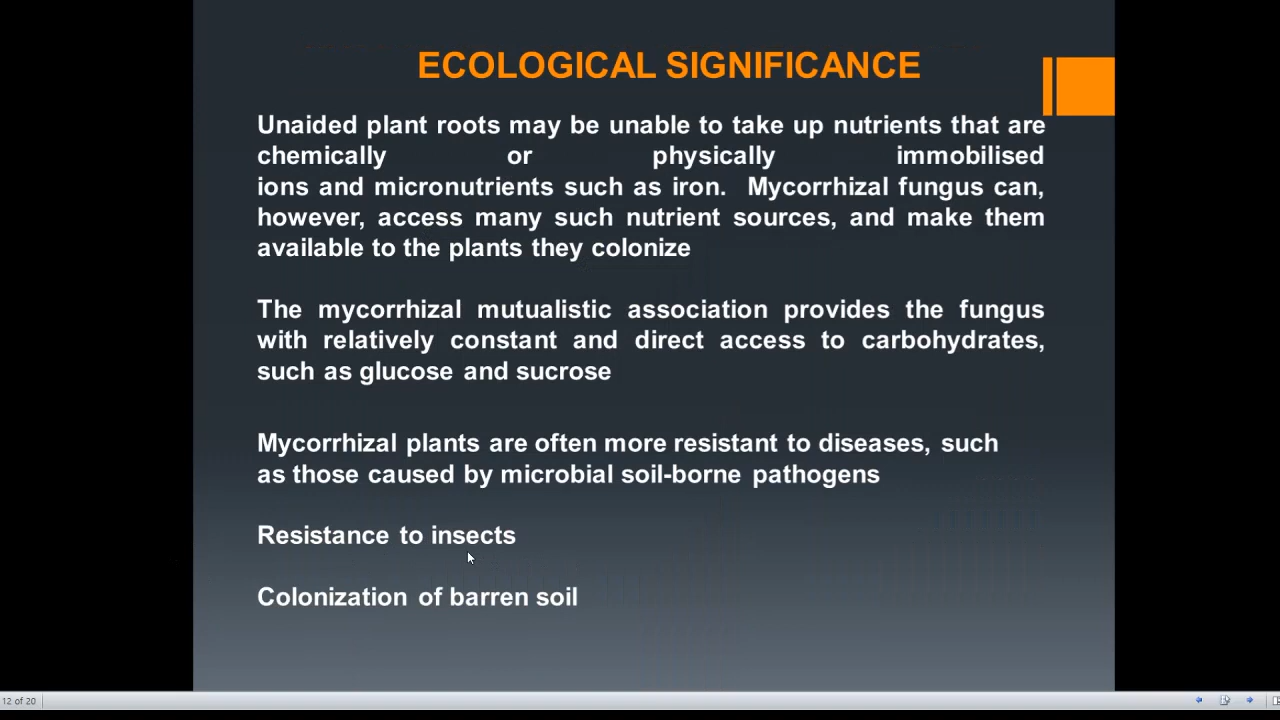 ECOLOGICAL SIGNIFICANCE
Unaided plant roots may be unable to take up nutrients that are
chemically or physically immobilised
ions and micronutrients such as iron. Mycorrhizal fungus can,
however, access many such nutrient sources, and make them
available to the plants they colonize
The mycorrhizal mutualistic association provides the fungus
with relatively constant and direct access to carbohydrates,
such as glucose and sucrose
Mycorrhizal plants are often more resistant to diseases, such
as those caused by microbial soil-borne pathogens
Resistance to insects
Colonization of barren soil
12 of 20